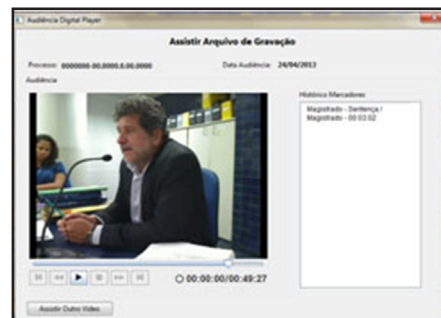 Audiência Digital Player
Assistir Arquivo de Gravação
Processo: 0000000-00.0000.0.00.0000 Data Audiência: 24/04/2013
Audiência
Histórico Marcadores
Magistrado - Sentença /
Magistrado - 00:03:02
00:00:00/00:49:27
Assistir Outro Vídeo